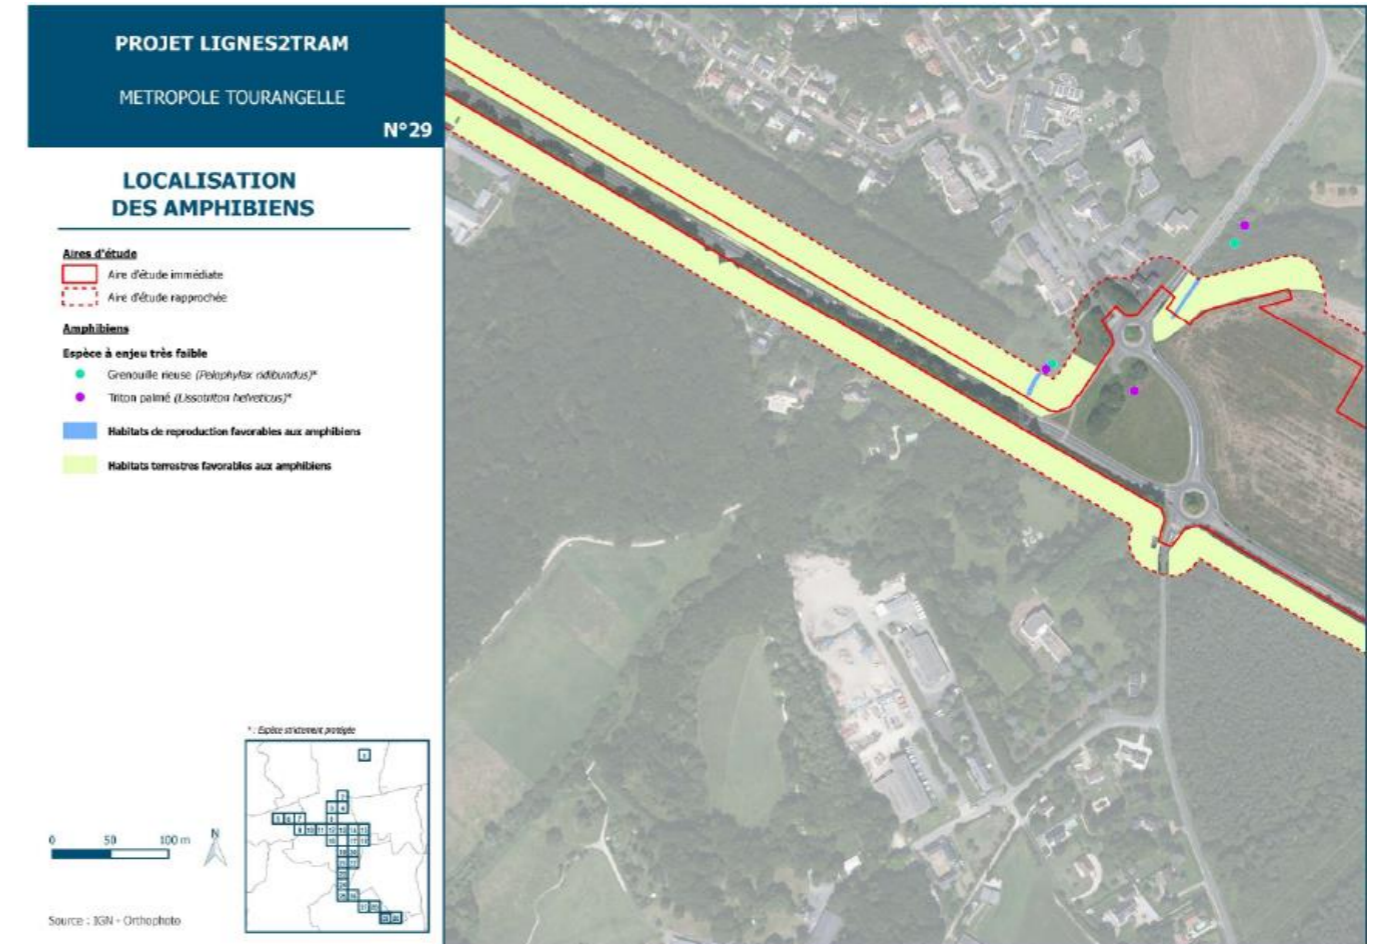 PROJET LIGNES2TRAM
METROPOLE TOURANGELLE
N°29
LOCALISATION
DES AMPHIBIENS
Aires d'étude
Aire d'étude immédiate
Aire d'étude rapprochée
Amphibiens
Espèce à enjeu très faible
Grenouille rieuse (Pelophylax ridibundus)*
Triton palmé (Lissotriton helveticus)*
Habitats de reproduction favorables aux amphibiens
Habitats terrestres favorables aux amphibiens
* : Espèce strictement protégée
0 50 100 m
N
Source : IGN - Orthophoto